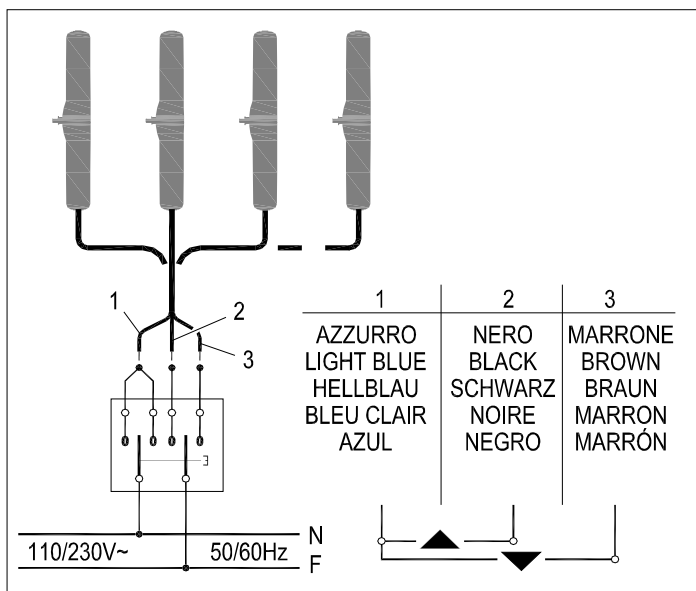 1
2
3
1 2 3
AZZURRO NERO MARRONE
LIGHT BLUE BLACK BROWN
HELLBLAU SCHWARZ BRAUN
BLEU CLAIR NOIRE MARRON
AZUL NEGRO MARRÓN
N
110/230V~ 50/60Hz
F